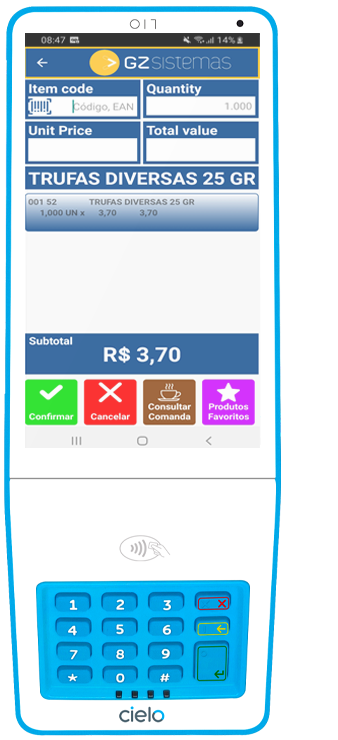 08:47
14%
GZ sistemas
Item code
Quantity
Código, EAN
1.000
Unit Price
Total value
TRUFAS DIVERSAS 25 GR
001 52 TRUFAS DIVERSAS 25 GR
1,000 UN x 3,70 3,70
Subtotal
R$ 3,70
Confirmar
Cancelar
Consultar
Comanda
Produtos
Favoritos
1 2 3
4 5 6
7 8 9
* 0 #
cielo